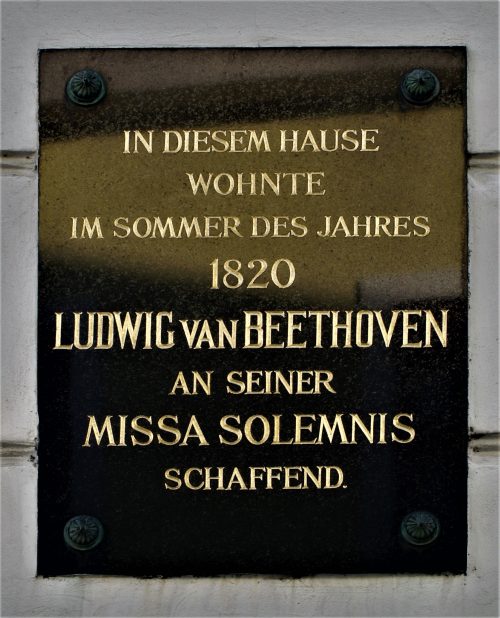 IN DIESEM HAUSE
WOHNTE
IM SOMMER DES JAHRES
1820
LUDWIG VAN BEETHOVEN
AN SEINER
MISSA SOLEMNIS
SCHAFFEND.